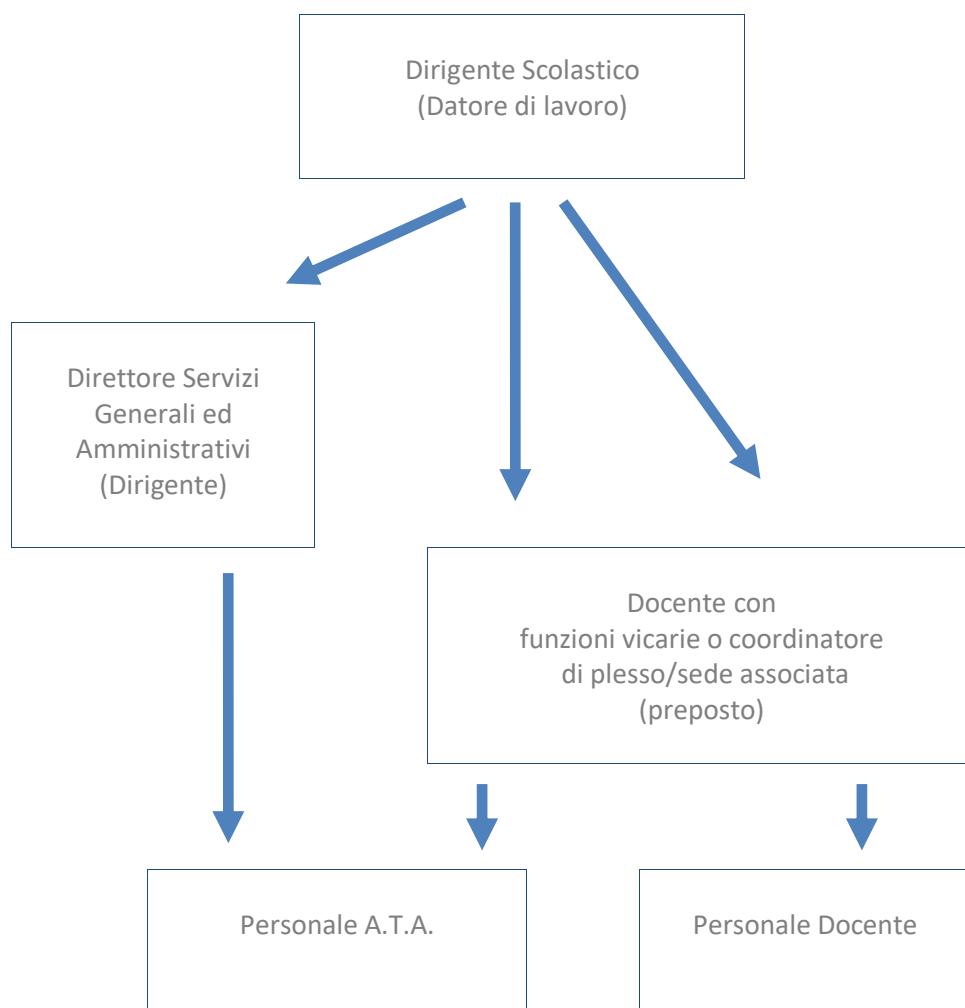 Dirigente Scolastico
(Datore di lavoro)
Direttore Servizi
Generali ed
Amministrativi
(Dirigente)
Docente con
funzioni vicarie o coordinatore
di plesso/sede associata
(preposto)
Personale A.T.A.
Personale Docente